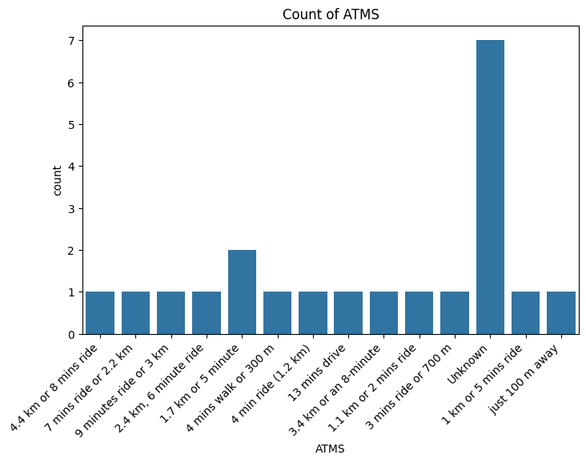 Count of ATMS
count
7
6
5
4
3
2
1
0
4.4 km or 8 mins ride
7 mins ride or 2.2 km
9 minutes ride or 3 km
2.4 km, 6 minute ride
1.7 km or 5 minute
4 mins walk or 300 m
4 min ride (1.2 km)
13 mins drive
3.4 km or an 8-minute
1.1 km or 2 mins ride
3 mins ride or 700 m
Unknown
1 km or 5 mins ride
just 100 m away
ATMS